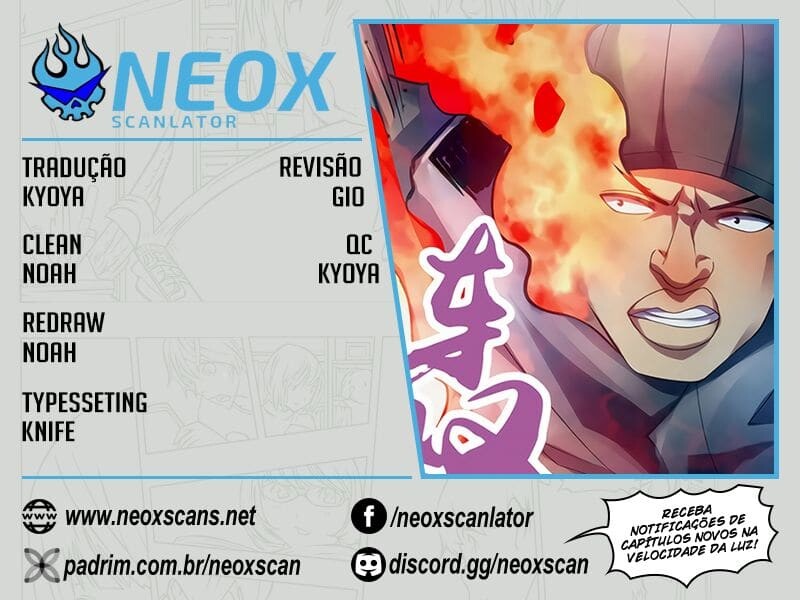 NEOX
SCANLATOR
TRADUÇÃO
KYOYA
REVISÃO
GIO
CLEAN
NOAH
QC
KYOYA
REDRAW
NOAH
TYPESSETING
KNIFE
www.neoxscans.net
/neoxscanlator
padrim.com.br/neoxscan
discord.gg/neoxscan
RECEBA
NOTIFICAÇÕES DE
CAPÍTULOS NOVOS NA
VELOCIDADE DA LUZ!